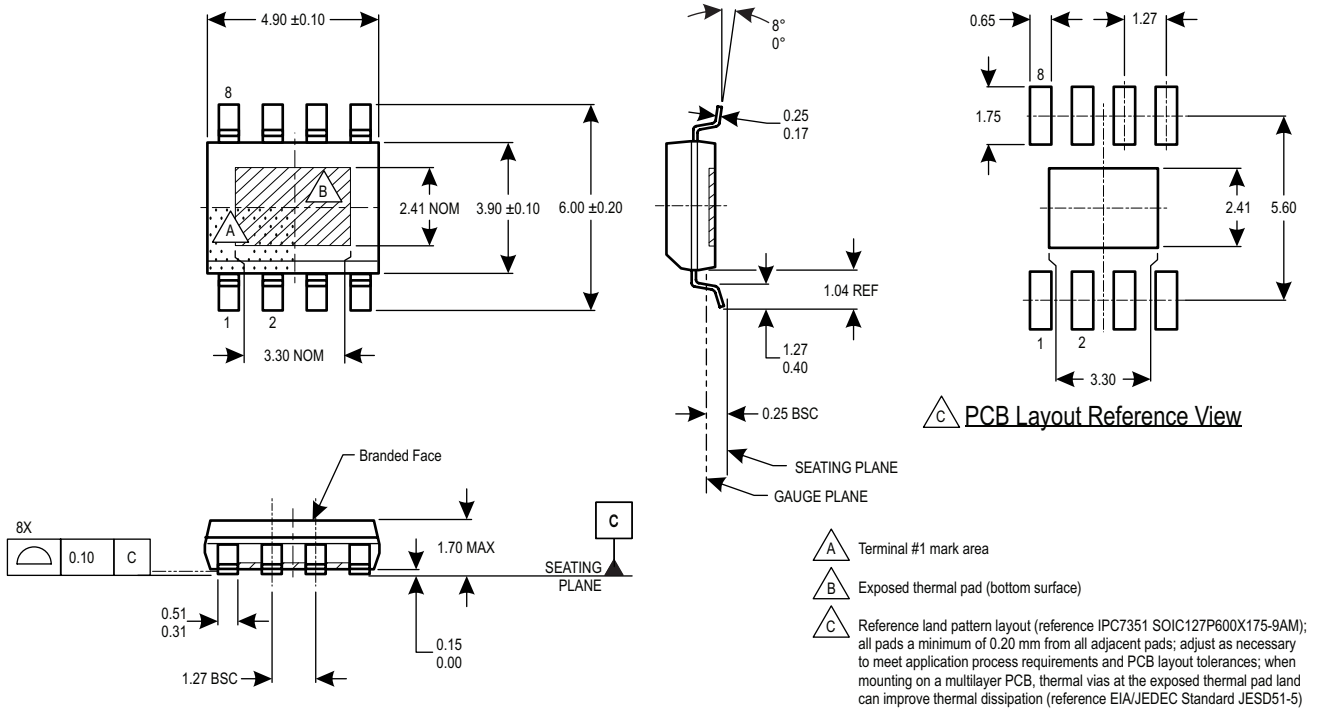 4.90 ±0.10
8
A
B
2.41 NOM
3.90 ±0.10
6.00 ±0.20
1
2
3.30 NOM
8°
0°
0.25
0.17
1.04 REF
1.27
0.40
0.25 BSC
SEATING PLANE
GAUGE PLANE
0.65
1.27
8
1.75
2.41
5.60
1
2
3.30
C PCB Layout Reference View
Branded Face
8X
0.10
C
1.70 MAX
C
SEATING
PLANE
0.51
0.31
0.15
0.00
1.27 BSC
A Terminal #1 mark area
B Exposed thermal pad (bottom surface)
C Reference land pattern layout (reference IPC7351 SOIC127P600X175-9AM);
all pads a minimum of 0.20 mm from all adjacent pads; adjust as necessary
to meet application process requirements and PCB layout tolerances; when
mounting on a multilayer PCB, thermal vias at the exposed thermal pad land
can improve thermal dissipation (reference EIA/JEDEC Standard JESD51-5)